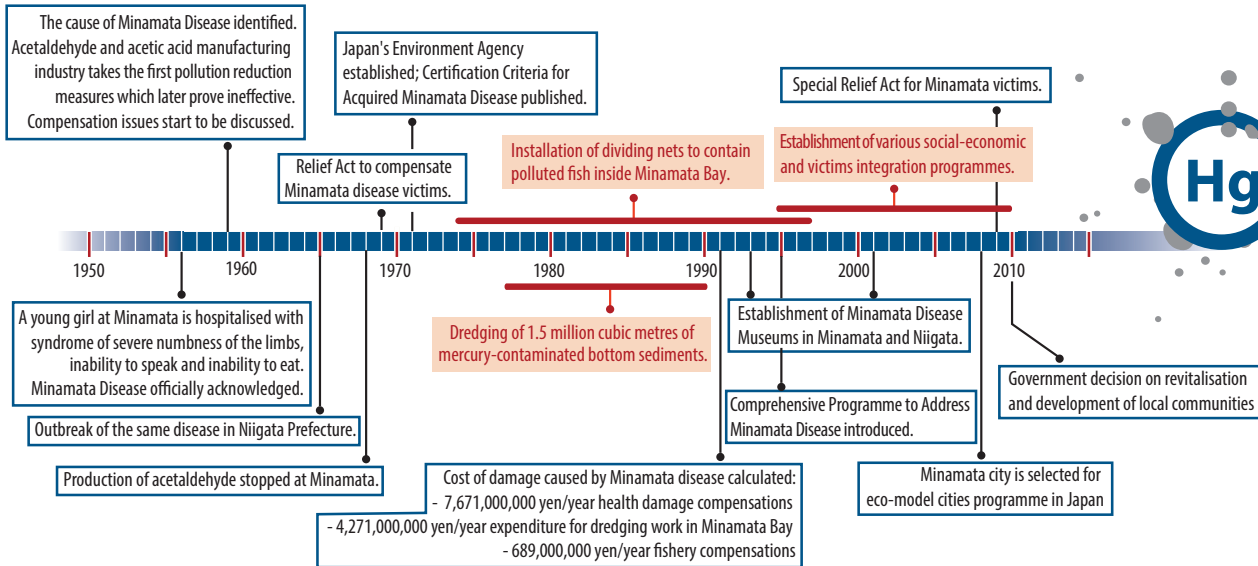 The cause of Minamata Disease identified.
Acetaldehyde and acetic acid manufacturing
industry takes the first pollution reduction
measures which later prove ineffective.
Compensation issues start to be discussed.
Japan's Environment Agency
established; Certification Criteria for
Acquired Minamata Disease published.
Special Relief Act for Minamata victims.
Relief Act to compensate
Minamata disease victims.
Installation of dividing nets to contain
polluted fish inside Minamata Bay.
Establishment of various social-economic
and victims integration programmes.
Hg
1950
1960
1970
1980
1990
2000
2010
A young girl at Minamata is hospitalised with
syndrome of severe numbness of the limbs,
inability to speak and inability to eat.
Minamata Disease officially acknowledged.
Dredging of 1.5 million cubic metres of
mercury-contaminated bottom sediments.
Establishment of Minamata Disease
Museums in Minamata and Niigata.
Government decision on revitalisation
and development of local communities
Outbreak of the same disease in Niigata Prefecture.
Comprehensive Programme to Address
Minamata Disease introduced.
Production of acetaldehyde stopped at Minamata.
Cost of damage caused by Minamata disease calculated:
- 7,671,000,000 yen/year health damage compensations
- 4,271,000,000 yen/year expenditure for dredging work in Minamata Bay
- 689,000,000 yen/year fishery compensations
Minamata city is selected for
eco-model cities programme in Japan